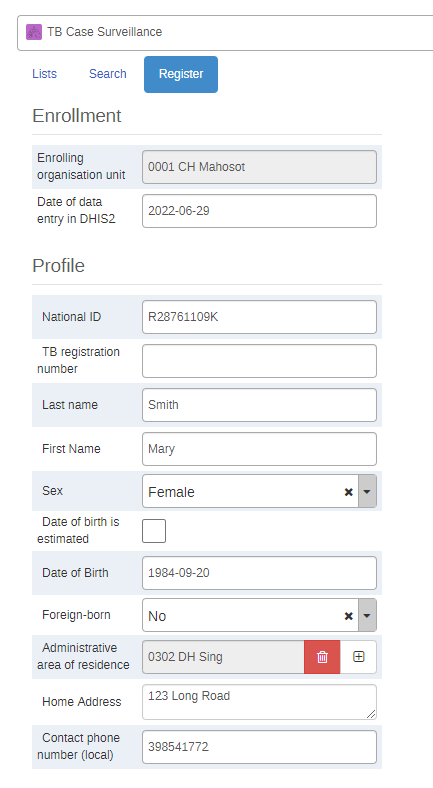 TB Case Surveillance
Lists Search Register
Enrollment
Enrolling
organisation unit
0001 CH Mahosot
Date of data
entry in DHIS2
2022-06-29
Profile
National ID
R28761109K
TB registration
number
Last name
Smith
First Name
Mary
Sex
Female
Date of birth is
estimated
Date of Birth
1984-09-20
Foreign-born
No
Administrative
area of residence
0302 DH Sing
Home Address
123 Long Road
Contact phone
number (local)
398541772